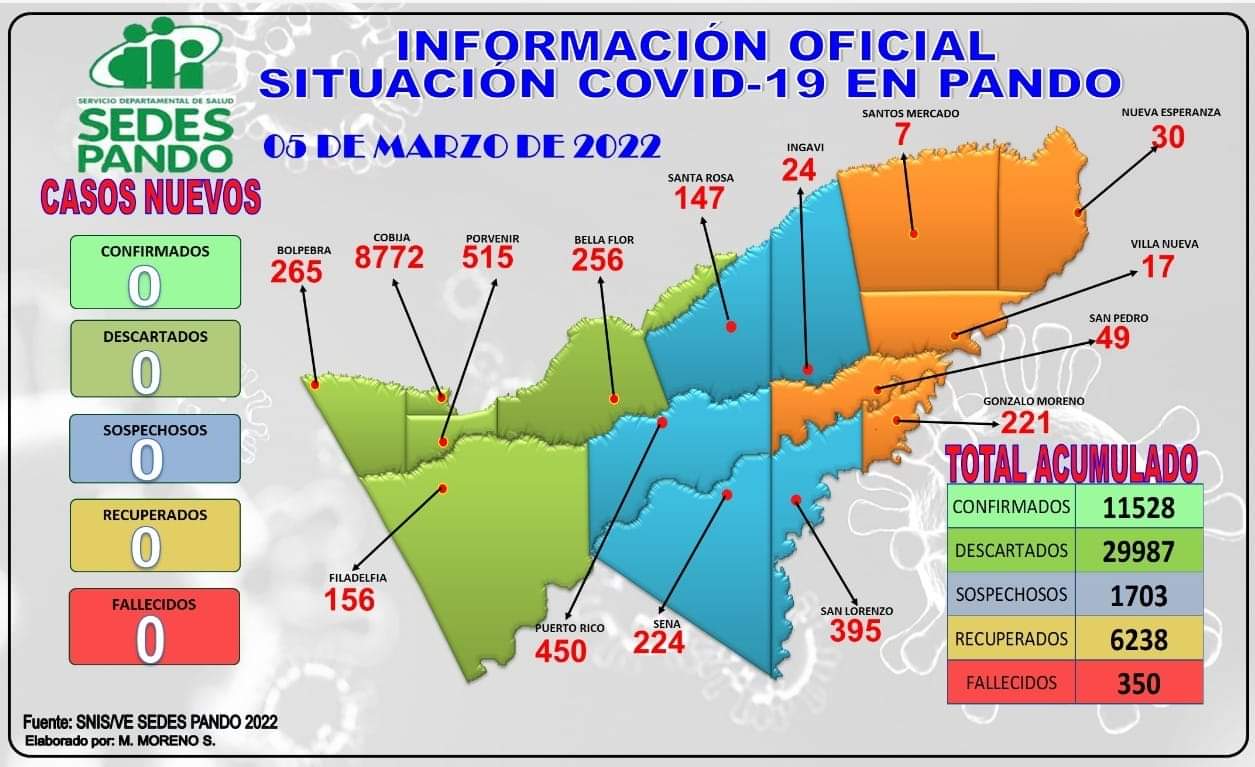 SERVICIO DEPARTAMENTAL DE SALUD
SEDES
PANDO
INFORMACIÓN OFICIAL
SITUACIÓN COVID-19 EN PANDO
05 DE MARZO DE 2022
CASOS NUEVOS
CONFIRMADOS
0
DESCARTADOS
0
SOSPECHOSOS
0
RECUPERADOS
0
FALLECIDOS
0
BOLPEBRA
265
COBIJA
8772
PORVENIR
515
BELLA FLOR
256
SANTA ROSA
147
INGAVI
24
SANTOS MERCADO
7
NUEVA ESPERANZA
30
VILLA NUEVA
17
SAN PEDRO
49
GONZALO MORENO
221
FILADELFIA
156
PUERTO RICO
450
SENA
224
SAN LORENZO
395
TOTAL ACUMULADO
CONFIRMADOS 11528
DESCARTADOS 29987
SOSPECHOSOS 1703
RECUPERADOS 6238
FALLECIDOS 350
Fuente: SNIS/VE SEDES PANDO 2022
Elaborado por: M. MORENO S.